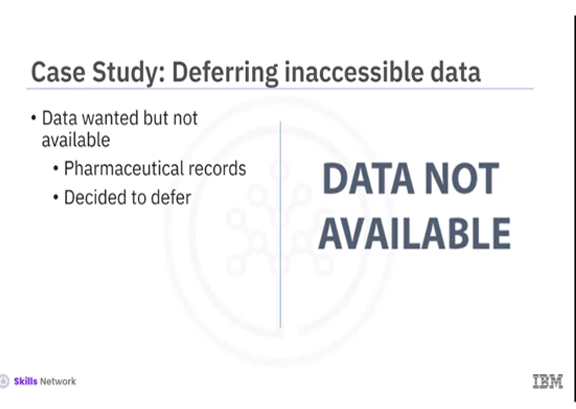 Case Study: Deferring inaccessible data
• Data wanted but not
available
• Pharmaceutical records
• Decided to defer
DATA NOT
AVAILABLE
Skills Network
IBM